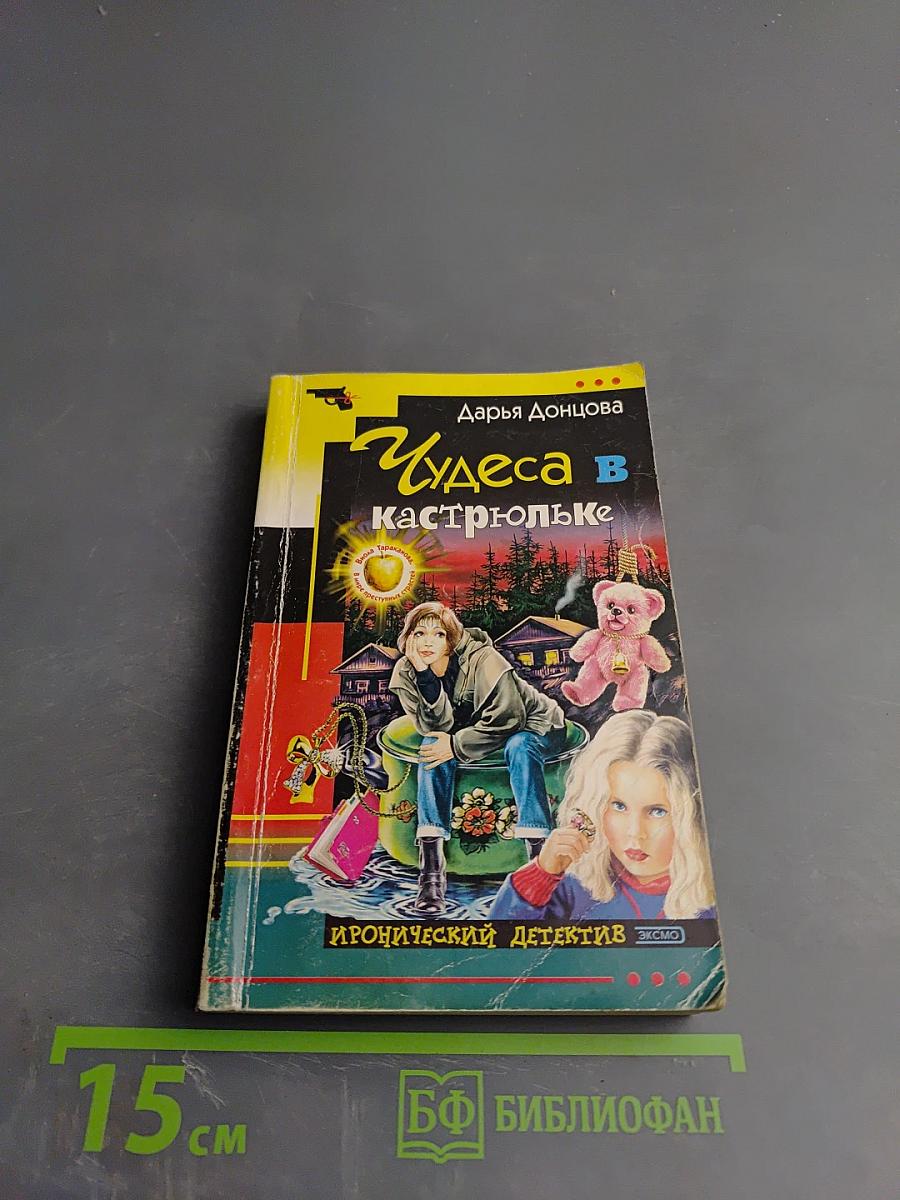 Дарья Донцова
Чудеса в
кастрюльке
Виола Тараканова.
В мире преступных страстей
ИРОНИЧЕСКИЙ ДЕТЕКТИВ ЭКСМО
15 см
БФ БИБЛИОФАН